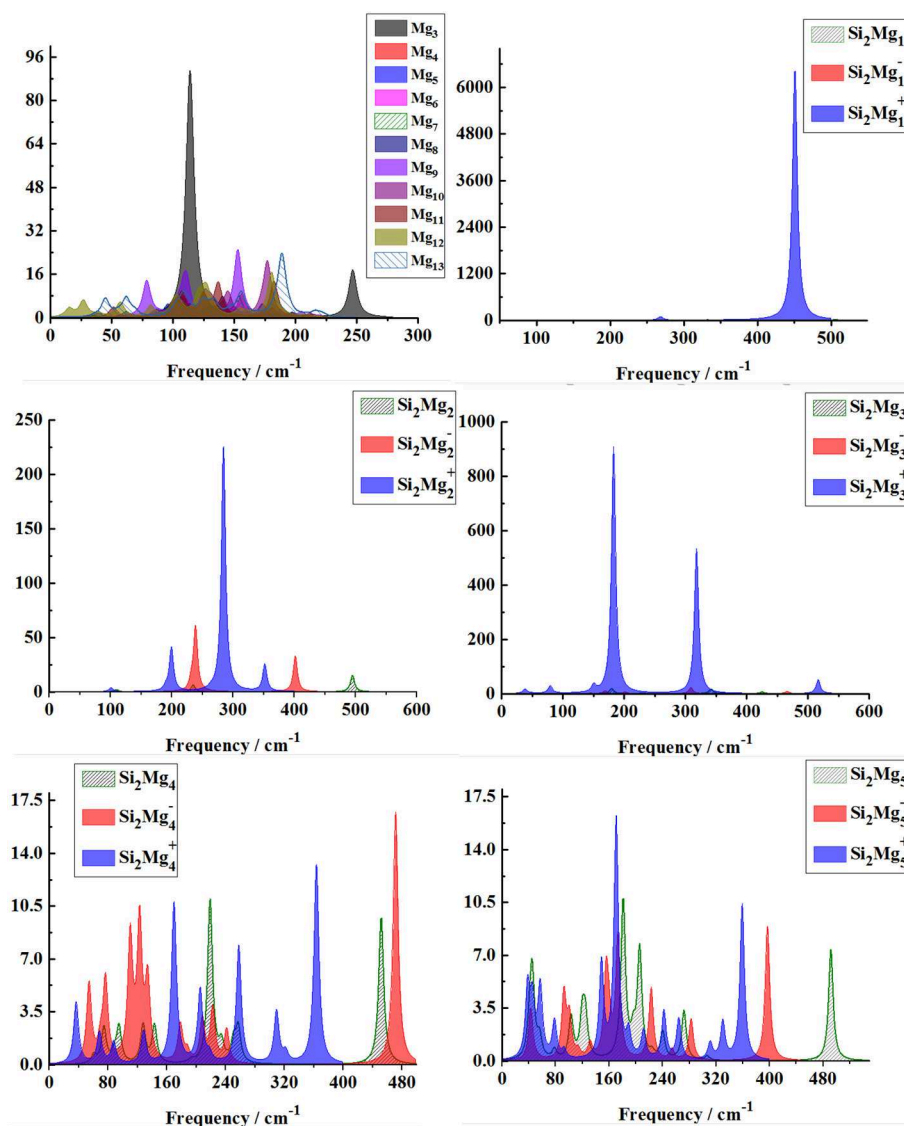 96
80
64
48
32
16
0
0 50 100 150 200 250 300
Frequency / cm⁻¹
Mg₃
Mg₄
Mg₅
Mg₆
Mg₇
Mg₈
Mg₉
Mg₁₀
Mg₁₁
Mg₁₂
Mg₁₃
6000
4800
3600
2400
1200
0
100 200 300 400 500
Frequency / cm⁻¹
Si₂Mg₁
Si₂Mg₁⁻
Si₂Mg₁⁺
250
200
150
100
50
0
0 100 200 300 400 500 600
Frequency / cm⁻¹
Si₂Mg₂
Si₂Mg₂⁻
Si₂Mg₂⁺
1000
800
600
400
200
0
0 100 200 300 400 500 600
Frequency / cm⁻¹
Si₂Mg₃
Si₂Mg₃⁻
Si₂Mg₃⁺
17.5
14.0
10.5
7.0
3.5
0.0
0 80 160 240 320 400 480
Frequency / cm⁻¹
Si₂Mg₄
Si₂Mg₄⁻
Si₂Mg₄⁺
17.5
14.0
10.5
7.0
3.5
0.0
0 80 160 240 320 400 480
Frequency / cm⁻¹
Si₂Mg₅
Si₂Mg₅⁻
Si₂Mg₅⁺